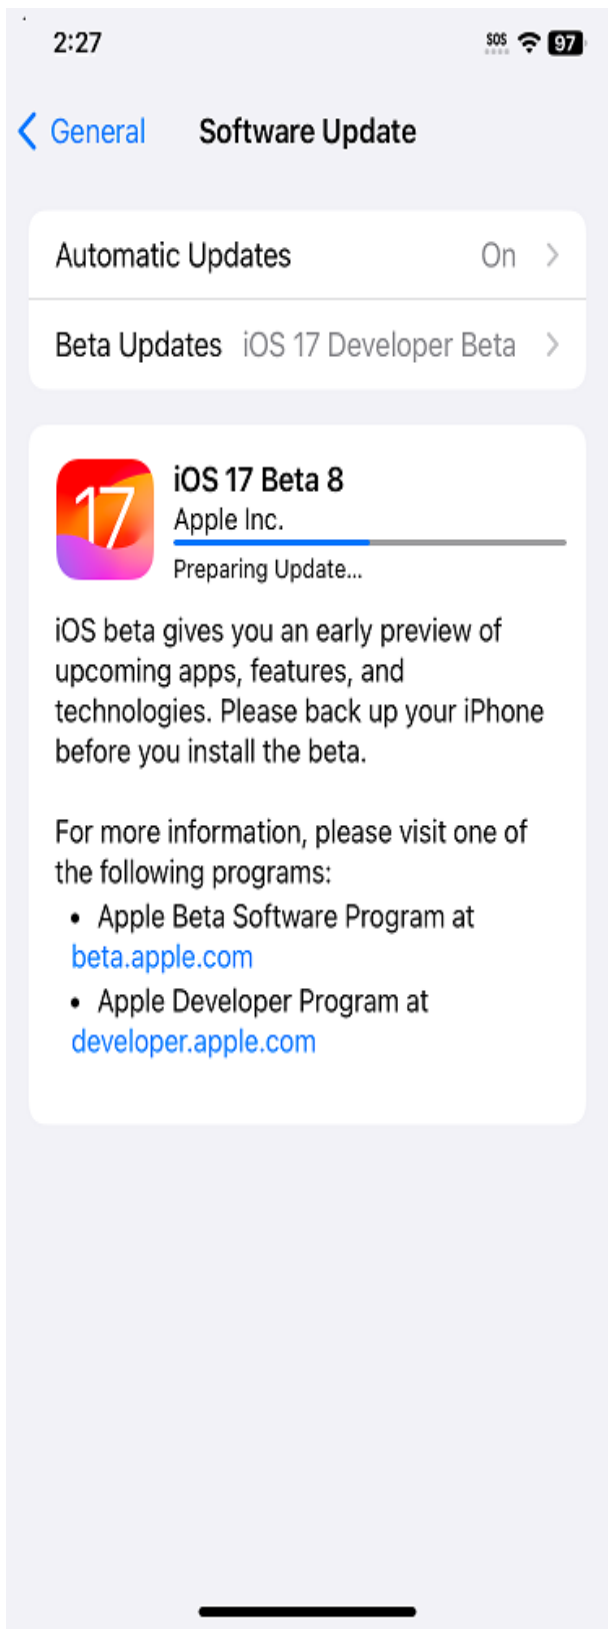 2:27
SOS
97
General
Software Update
Automatic Updates On
Beta Updates iOS 17 Developer Beta
17
iOS 17 Beta 8
Apple Inc.
Preparing Update...
iOS beta gives you an early preview of
upcoming apps, features, and
technologies. Please back up your iPhone
before you install the beta.
For more information, please visit one of
the following programs:
• Apple Beta Software Program at
beta.apple.com
• Apple Developer Program at
developer.apple.com